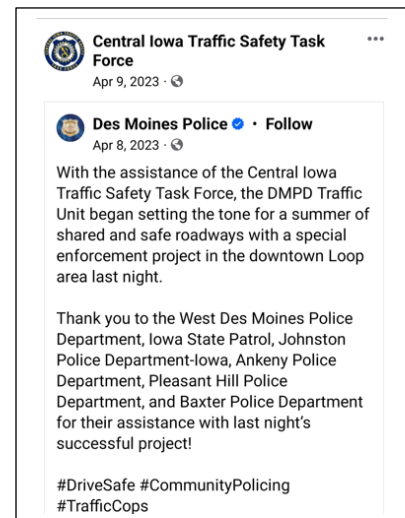 Central Iowa Traffic Safety Task
Force
Apr 9, 2023 ·
Des Moines Police · Follow
Apr 8, 2023 ·
With the assistance of the Central Iowa
Traffic Safety Task Force, the DMPD Traffic
Unit began setting the tone for a summer of
shared and safe roadways with a special
enforcement project in the downtown Loop
area last night.
Thank you to the West Des Moines Police
Department, Iowa State Patrol, Johnston
Police Department-Iowa, Ankeny Police
Department, Pleasant Hill Police
Department, and Baxter Police Department
for their assistance with last night's
successful project!
#DriveSafe #CommunityPolicing
#TrafficCops